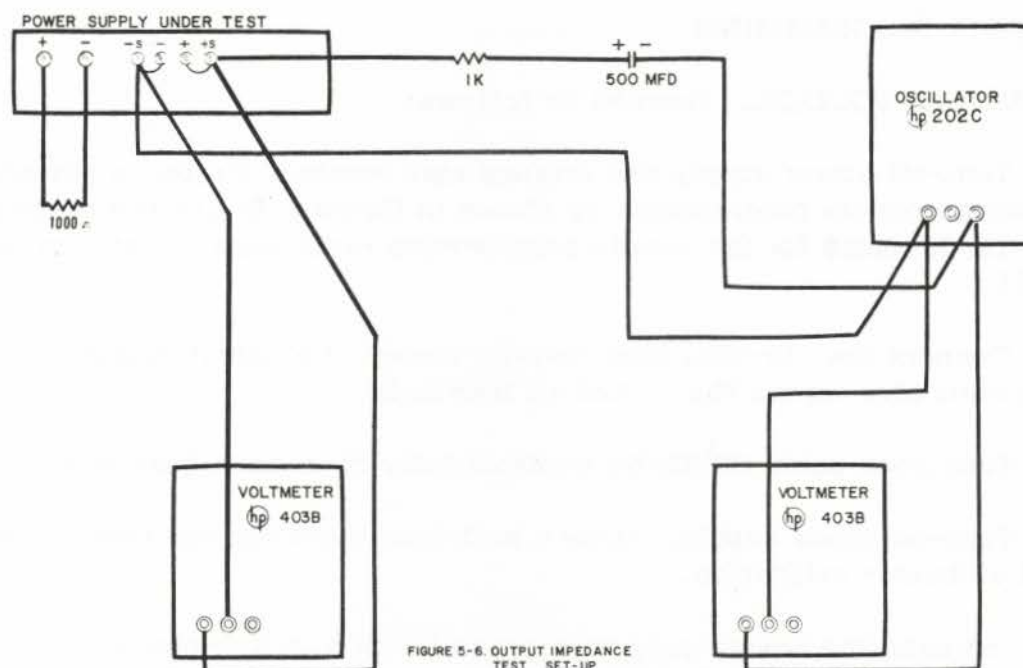 POWER SUPPLY UNDER TEST
+ - -S - + +S
1000 Ω
1K
+ -
500 MFD
OSCILLATOR
hp 202C
VOLTMETER
hp 403B
VOLTMETER
hp 403B
FIGURE 5-6. OUTPUT IMPEDANCE
TEST SET-UP